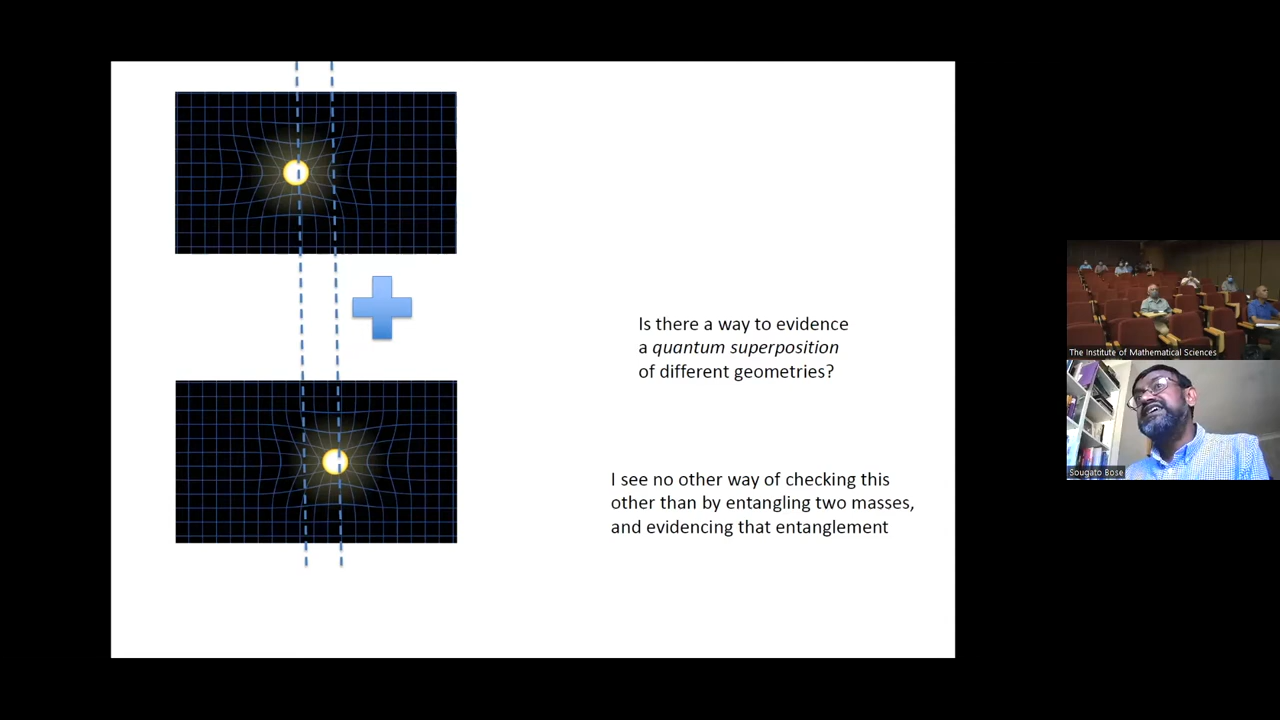 Is there a way to evidence
a quantum superposition
of different geometries?
I see no other way of checking this
other than by entangling two masses,
and evidencing that entanglement
The Institute of Mathematical Sciences
Sougato Bose